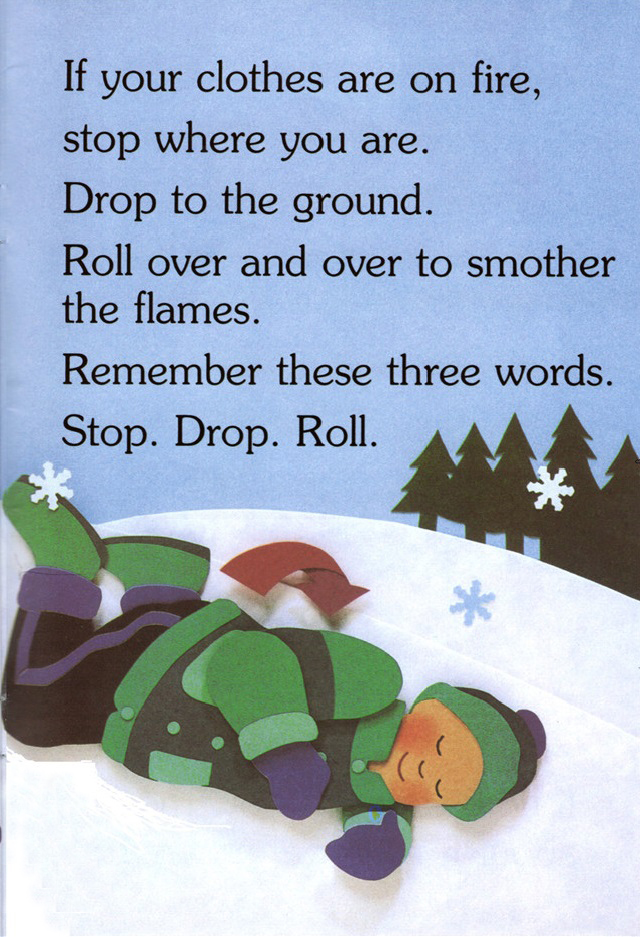 If your clothes are on fire,
stop where you are.
Drop to the ground.
Roll over and over to smother
the flames.
Remember these three words.
Stop. Drop. Roll.